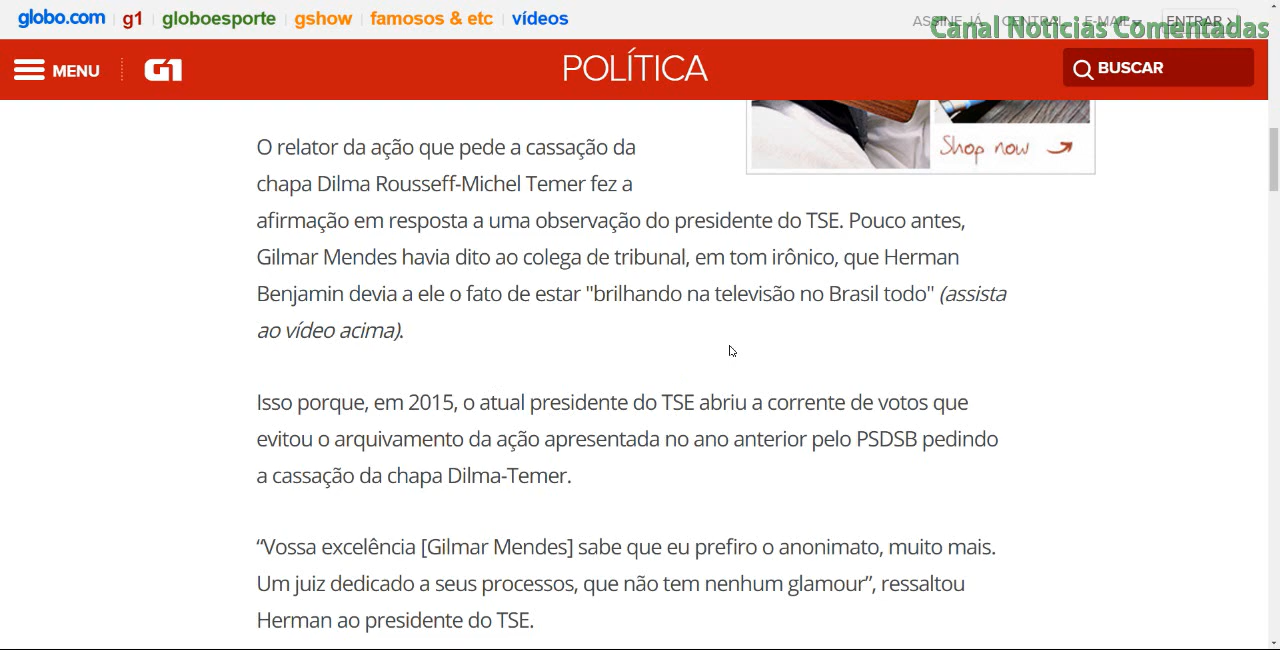 globo.com g1 globoesporte gshow famosos & etc vídeos ASSINE JÁ CENTRAL E-MAIL ENTRAR ›
Canal Noticias Comentadas
MENU G1 POLÍTICA BUSCAR
Shop now
O relator da ação que pede a cassação da
chapa Dilma Rousseff-Michel Temer fez a
afirmação em resposta a uma observação do presidente do TSE. Pouco antes,
Gilmar Mendes havia dito ao colega de tribunal, em tom irônico, que Herman
Benjamin devia a ele o fato de estar "brilhando na televisão no Brasil todo" (assista
ao vídeo acima).
Isso porque, em 2015, o atual presidente do TSE abriu a corrente de votos que
evitou o arquivamento da ação apresentada no ano anterior pelo PSDSB pedindo
a cassação da chapa Dilma-Temer.
“Vossa excelência [Gilmar Mendes] sabe que eu prefiro o anonimato, muito mais.
Um juiz dedicado a seus processos, que não tem nenhum glamour”, ressaltou
Herman ao presidente do TSE.